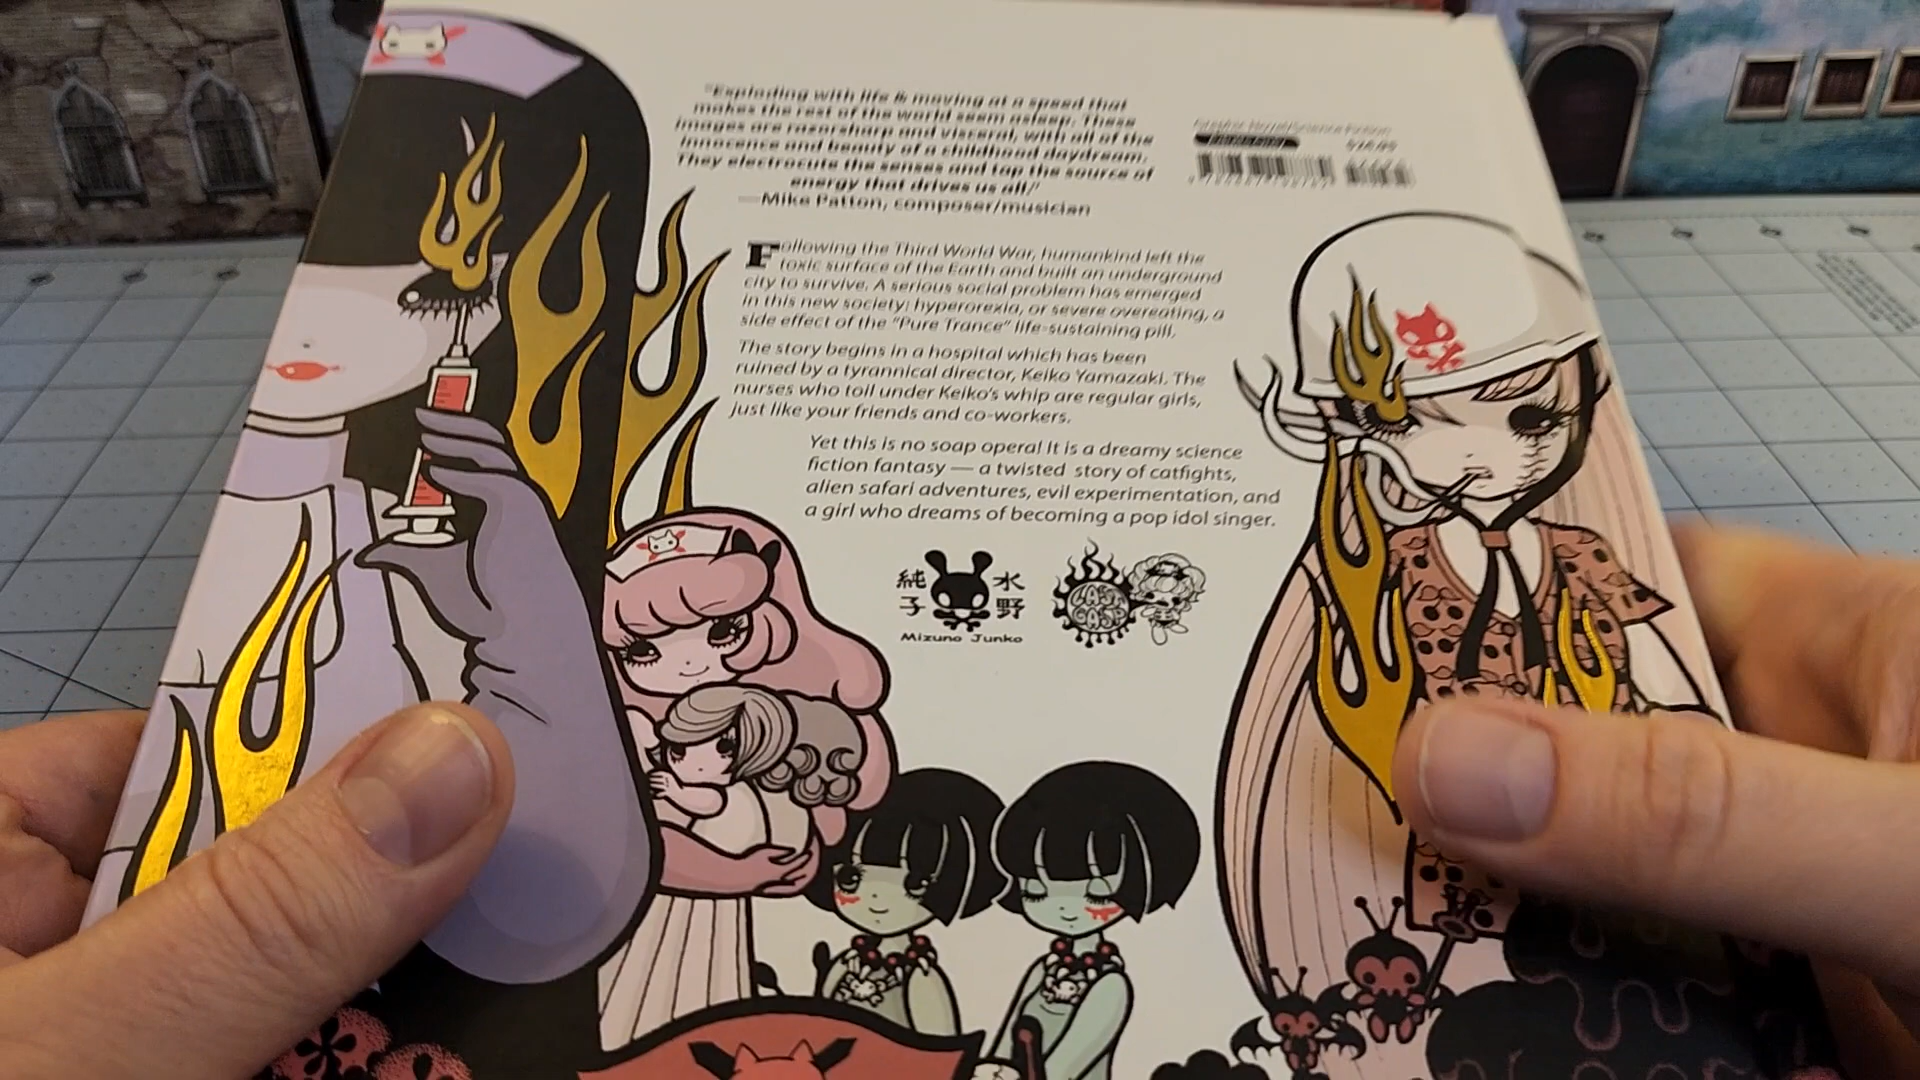 "Exploding with life & moving at a speed that
makes the rest of the world seem asleep. These
images are razorsharp and visceral, with all of the
innocence and beauty of a childhood daydream.
They electrocute the senses and tap the source of
energy that drives us all!"
—Mike Patton, composer/musician
Graphic Novel/Science Fiction
Following the Third World War, humankind left the
toxic surface of the Earth and built an underground
city to survive. A serious social problem has emerged
in this new society: hyperorexia, or severe overeating, a
side effect of the "Pure Trance" life-sustaining pill.
The story begins in a hospital which has been
ruined by a tyrannical director, Keiko Yamazaki. The
nurses who toil under Keiko's whip are regular girls,
just like your friends and co-workers.
Yet this is no soap opera! It is a dreamy science
fiction fantasy — a twisted story of catfights,
alien safari adventures, evil experimentation, and
a girl who dreams of becoming a pop idol singer.
純子 水野
Mizuno Junko
LAST GASP